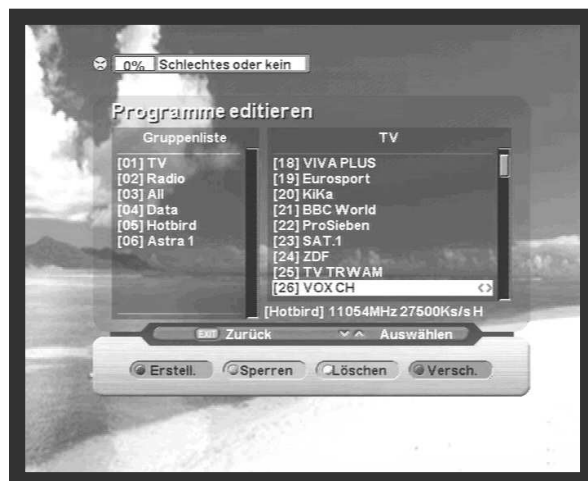 0% Schlechtes oder kein
Programme editieren
Gruppenliste
[01] TV
[02] Radio
[03] All
[04] Data
[05] Hotbird
[06] Astra 1
TV
[18] VIVA PLUS
[19] Eurosport
[20] KiKa
[21] BBC World
[22] ProSieben
[23] SAT.1
[24] ZDF
[25] TV TRWAM
[26] VOX CH
[Hotbird] 11054MHz 27500Ks/s H
EXIT Zurück Auswählen
Erstell. Sperren Löschen Versch.